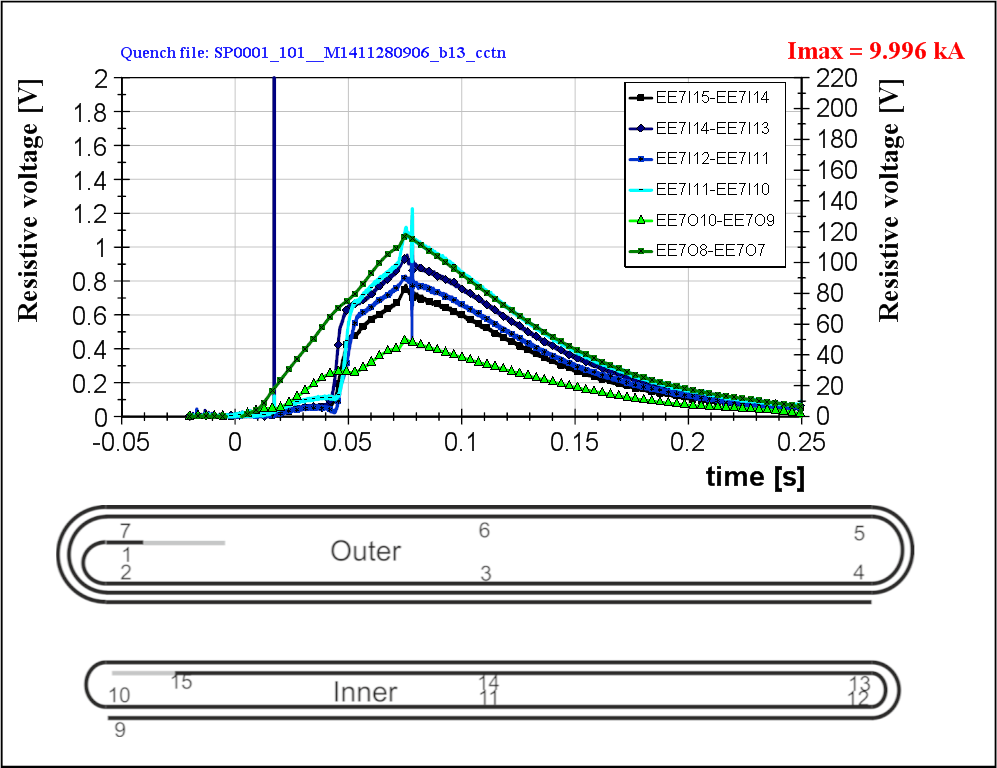 Quench file: SP0001_101__M1411280906_b13_cctn
Imax = 9.996 kA
Resistive voltage [V]
2
1.8
1.6
1.4
1.2
1
0.8
0.6
0.4
0.2
0
EE7I15-EE7I14
EE7I14-EE7I13
EE7I12-EE7I11
EE7I11-EE7I10
EE7O10-EE7O9
EE7O8-EE7O7
220
200
180
160
140
120
100
80
60
40
20
0
Resistive voltage [V]
-0.05 0 0.05 0.1 0.15 0.2 0.25
time [s]
7 6 5
1 Outer
2 3 4
15 14 13
10 Inner 11 12
9